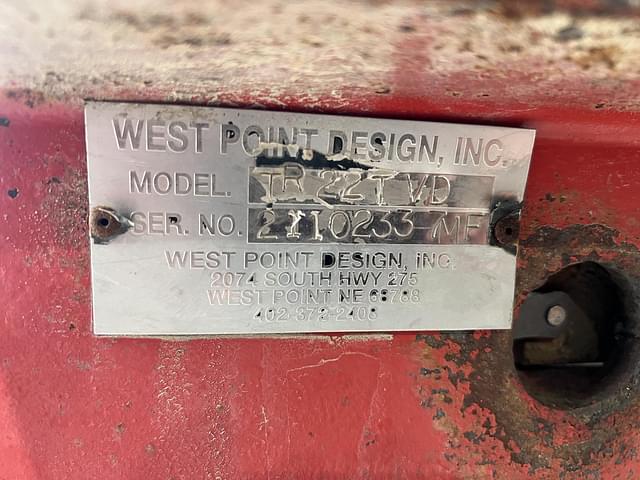 WEST POINT DESIGN, INC.
MODEL. TR 22T VD
SER. NO. 2110233 MF
WEST POINT DESIGN, INC.
2074 SOUTH HWY 275
WEST POINT NE 68788
402-372-2408